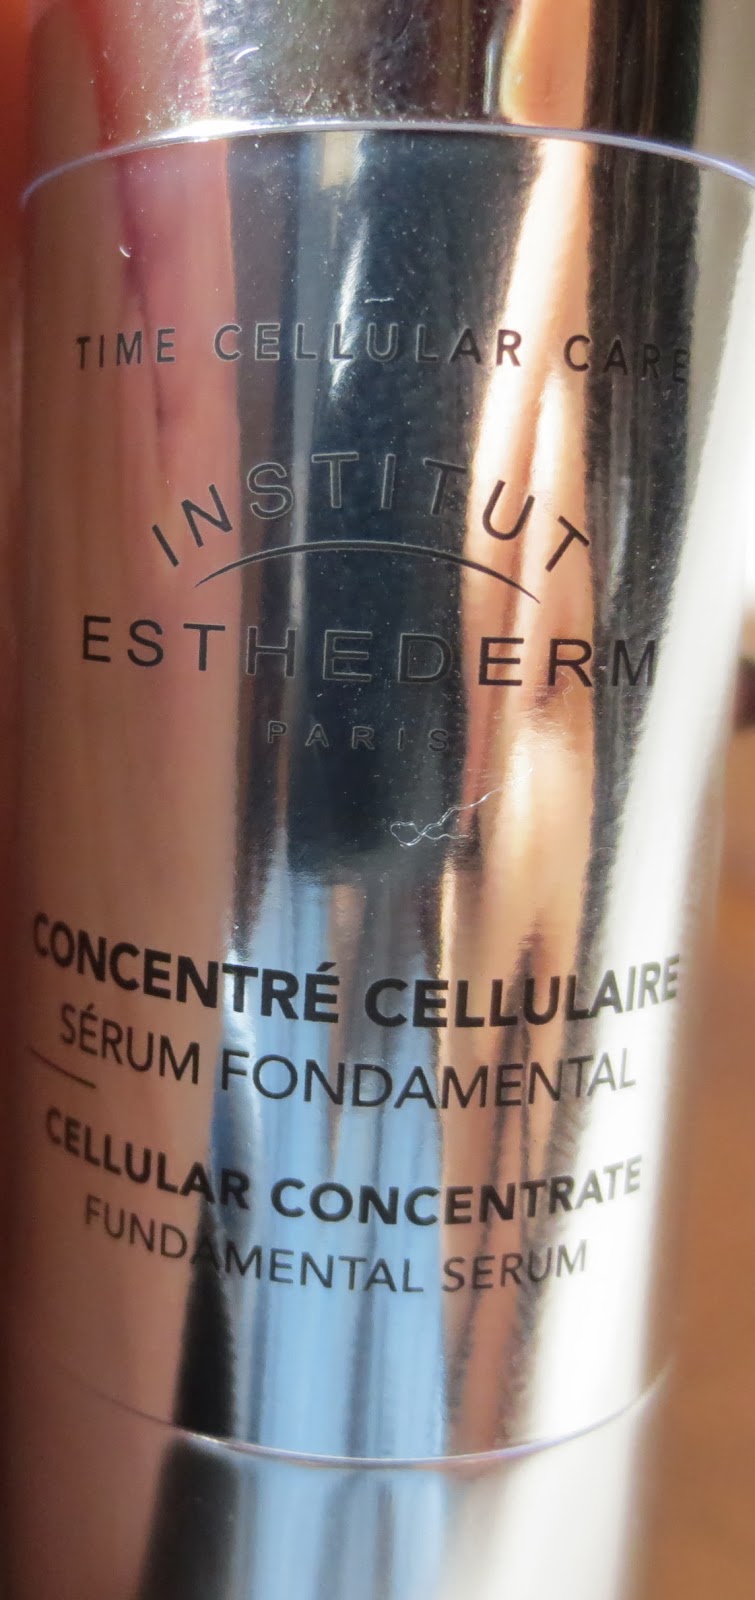 TIME CELLULAR CARE
INSTITUT
ESTHEDERM
PARIS
CONCENTRÉ CELLULAIRE
SÉRUM FONDAMENTAL
CELLULAR CONCENTRATE
FUNDAMENTAL SERUM